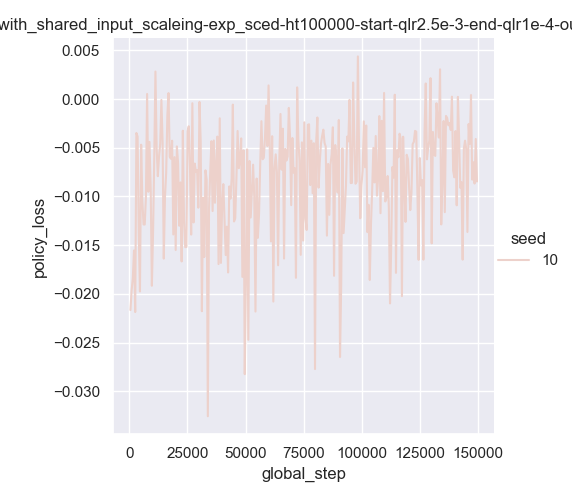 with_shared_input_scaleing-exp_sced-ht100000-start-qlr2.5e-3-end-qlr1e-4-ou
0.005
0.000
−0.005
−0.010
−0.015
−0.020
−0.025
−0.030
policy_loss
0 25000 50000 75000 100000 125000 150000
global_step
seed
10